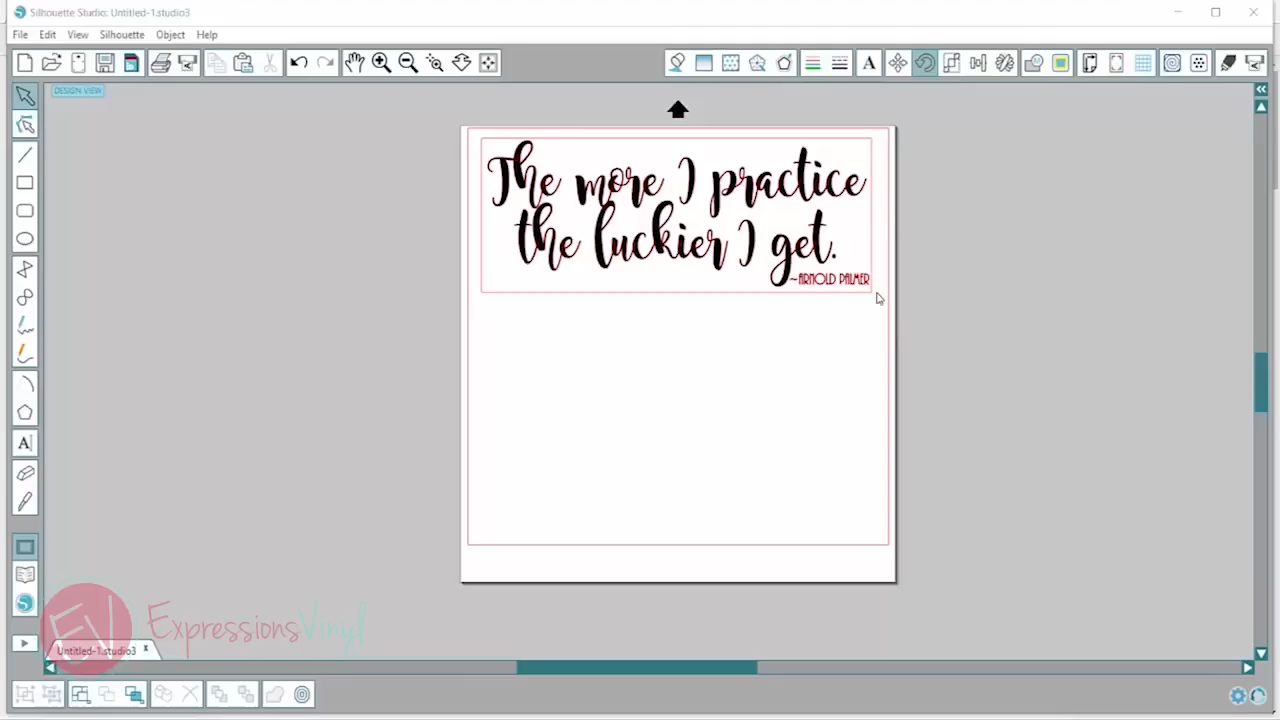 Silhouette Studio: Untitled-1.studio3
File Edit View Silhouette Object Help
DESIGN VIEW
The more I practice
the luckier I get.
~ARNOLD PALMER
EV ExpressionsVinyl
Untitled-1.studio3 x